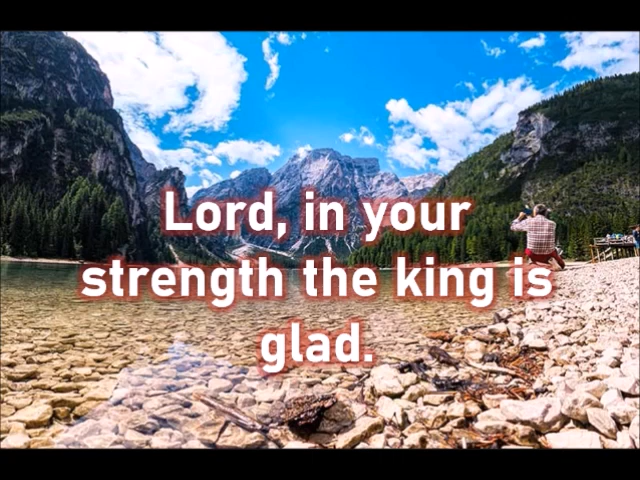 Lord, in your
strength the king is
glad.